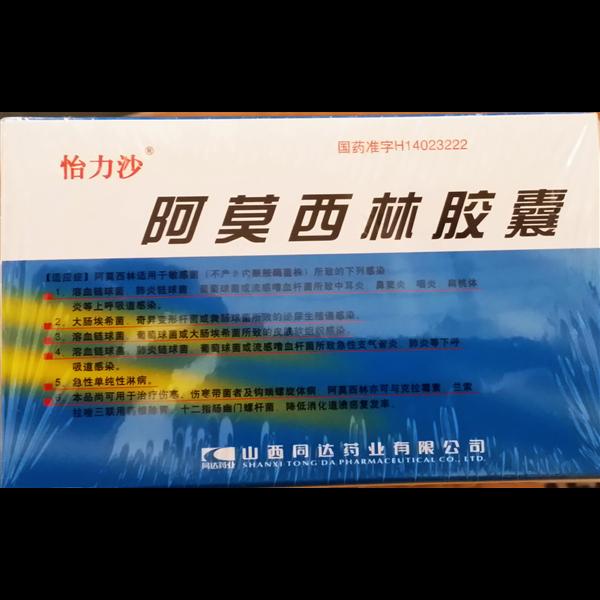 怡力沙®
国药准字H14023222
阿莫西林胶囊
【适应症】阿莫西林适用于敏感菌（不产β内酰胺酶菌株）所致的下列感染
1、溶血链球菌、肺炎链球菌、葡萄球菌或流感嗜血杆菌所致中耳炎、鼻窦炎、咽炎、扁桃体
炎等上呼吸道感染。
2、大肠埃希菌、奇异变形杆菌或粪肠球菌所致的泌尿生殖道感染。
3、溶血链球菌、葡萄球菌或大肠埃希菌所致的皮肤软组织感染。
4、溶血链球菌、肺炎链球菌、葡萄球菌或流感嗜血杆菌所致急性支气管炎、肺炎等下呼
吸道感染。
5、急性单纯性淋病。
6、本品尚可用于治疗伤寒、伤寒带菌者及钩端螺旋体病，阿莫西林亦可与克拉霉素、兰索
拉唑三联用药根除胃、十二指肠幽门螺杆菌，降低消化道溃疡复发率。
同达药业
山西同达药业有限公司
SHANXI TONG DA PHARMACEUTICAL CO., LTD.